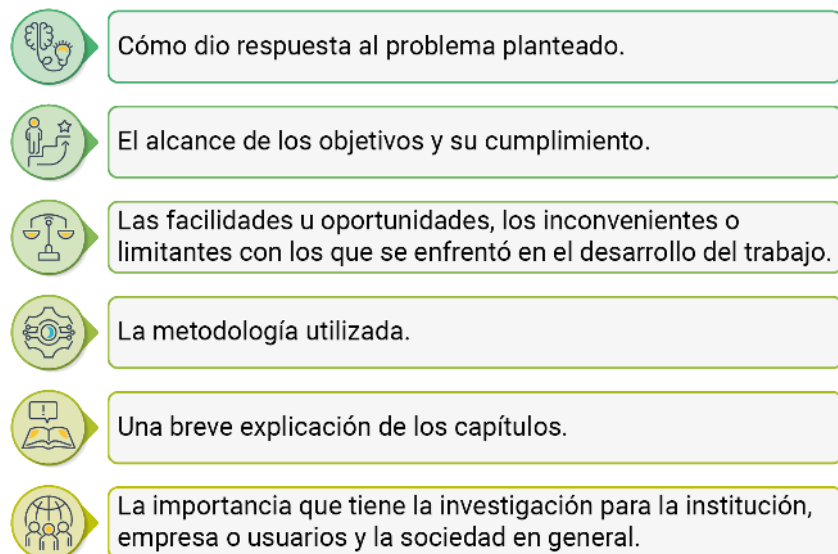 Cómo dio respuesta al problema planteado.
El alcance de los objetivos y su cumplimiento.
Las facilidades u oportunidades, los inconvenientes o
limitantes con los que se enfrentó en el desarrollo del trabajo.
La metodología utilizada.
Una breve explicación de los capítulos.
La importancia que tiene la investigación para la institución,
empresa o usuarios y la sociedad en general.